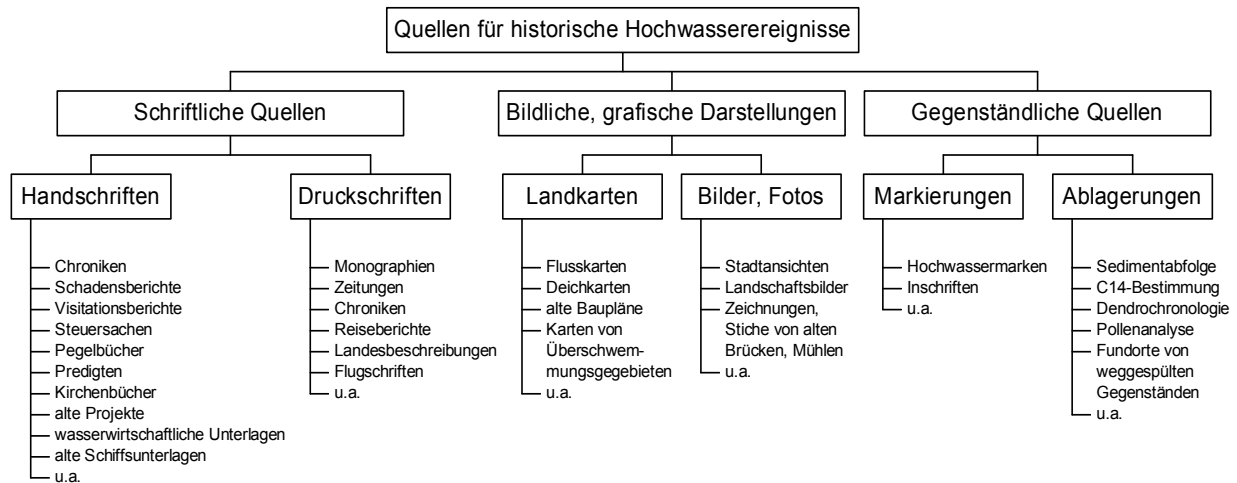 Quellen für historische Hochwasserereignisse
Schriftliche Quellen
Bildliche, grafische Darstellungen
Gegenständliche Quellen
Handschriften
Druckschriften
Landkarten
Bilder, Fotos
Markierungen
Ablagerungen
Chroniken
Schadensberichte
Visitationsberichte
Steuersachen
Pegelbücher
Predigten
Kirchenbücher
alte Projekte
wasserwirtschaftliche Unterlagen
alte Schiffsunterlagen
u.a.
Monographien
Zeitungen
Chroniken
Reiseberichte
Landesbeschreibungen
Flugschriften
u.a.
Flusskarten
Deichkarten
alte Baupläne
Karten von
Überschwem-
mungsgegebieten
u.a.
Stadtansichten
Landschaftsbilder
Zeichnungen,
Stiche von alten
Brücken, Mühlen
u.a.
Hochwassermarken
Inschriften
u.a.
Sedimentabfolge
C14-Bestimmung
Dendrochronologie
Pollenanalyse
Fundorte von
weggespülten
Gegenständen
u.a.